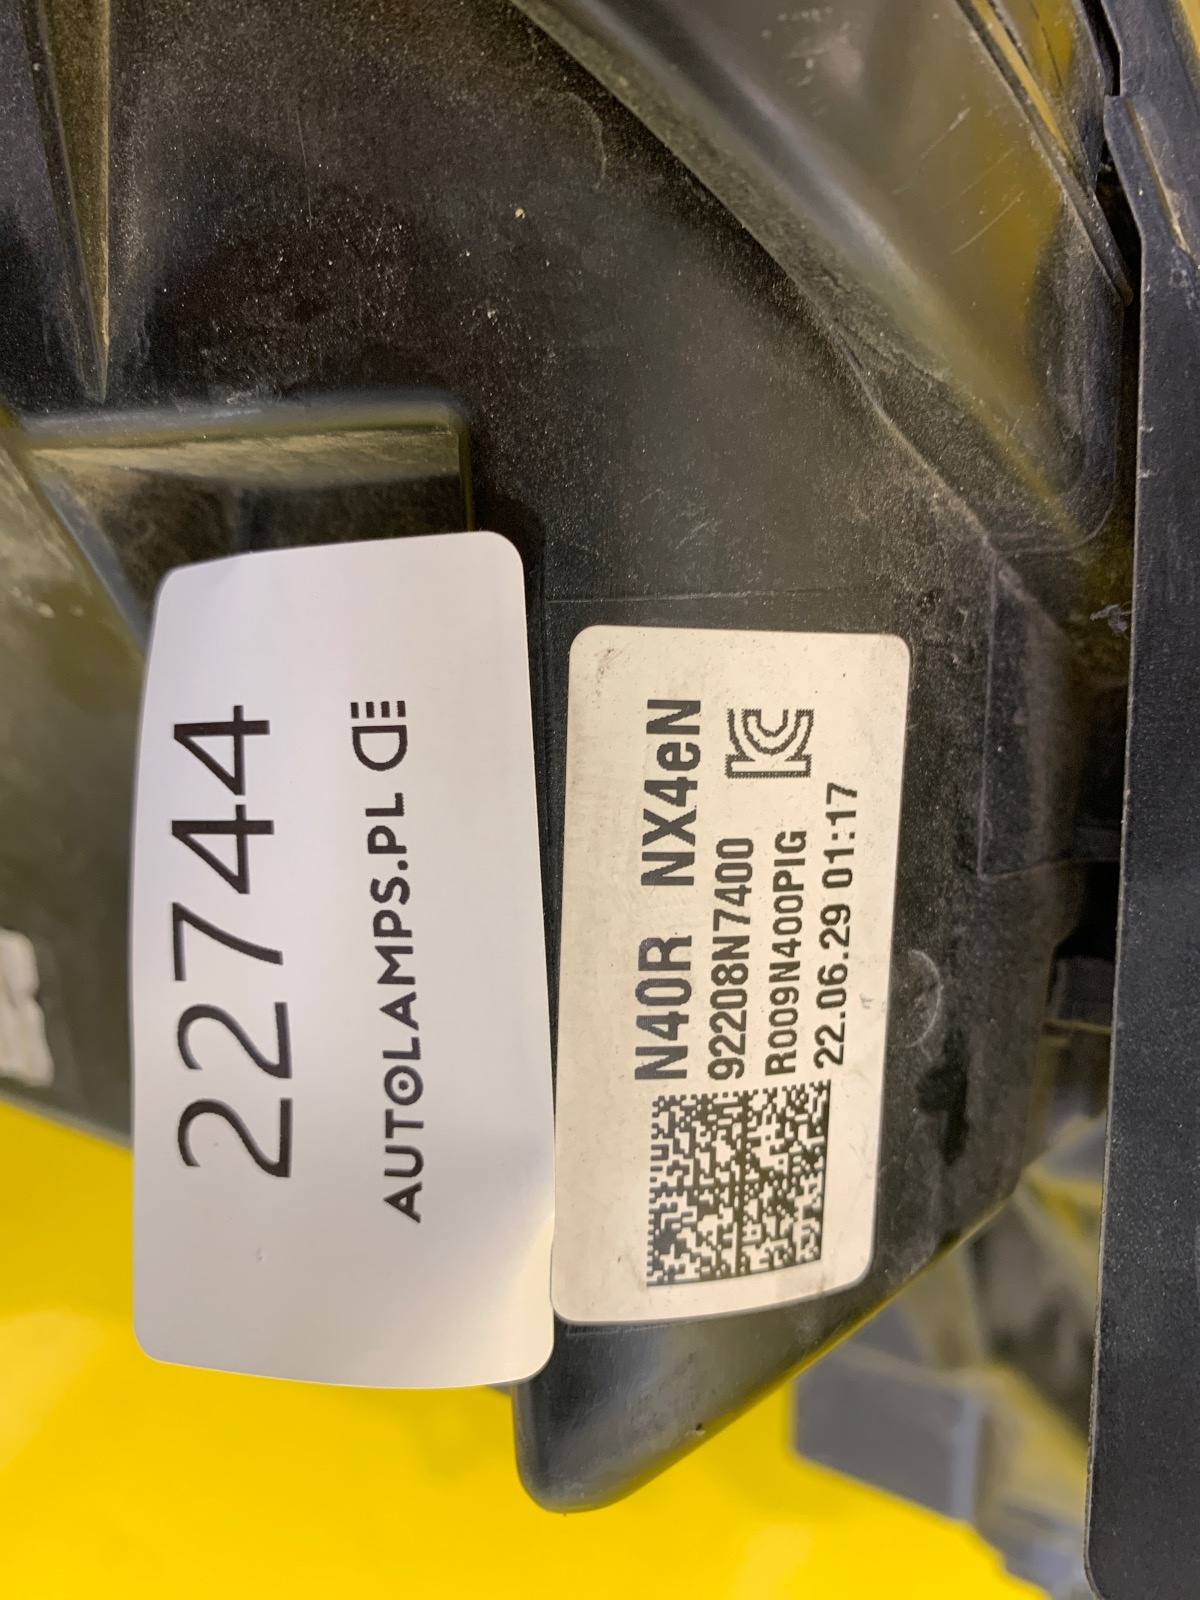 22744
AUTOLAMPS.PL
N40R NX4eN
92208N7400
R009N400PIG
22.06.29 01:17